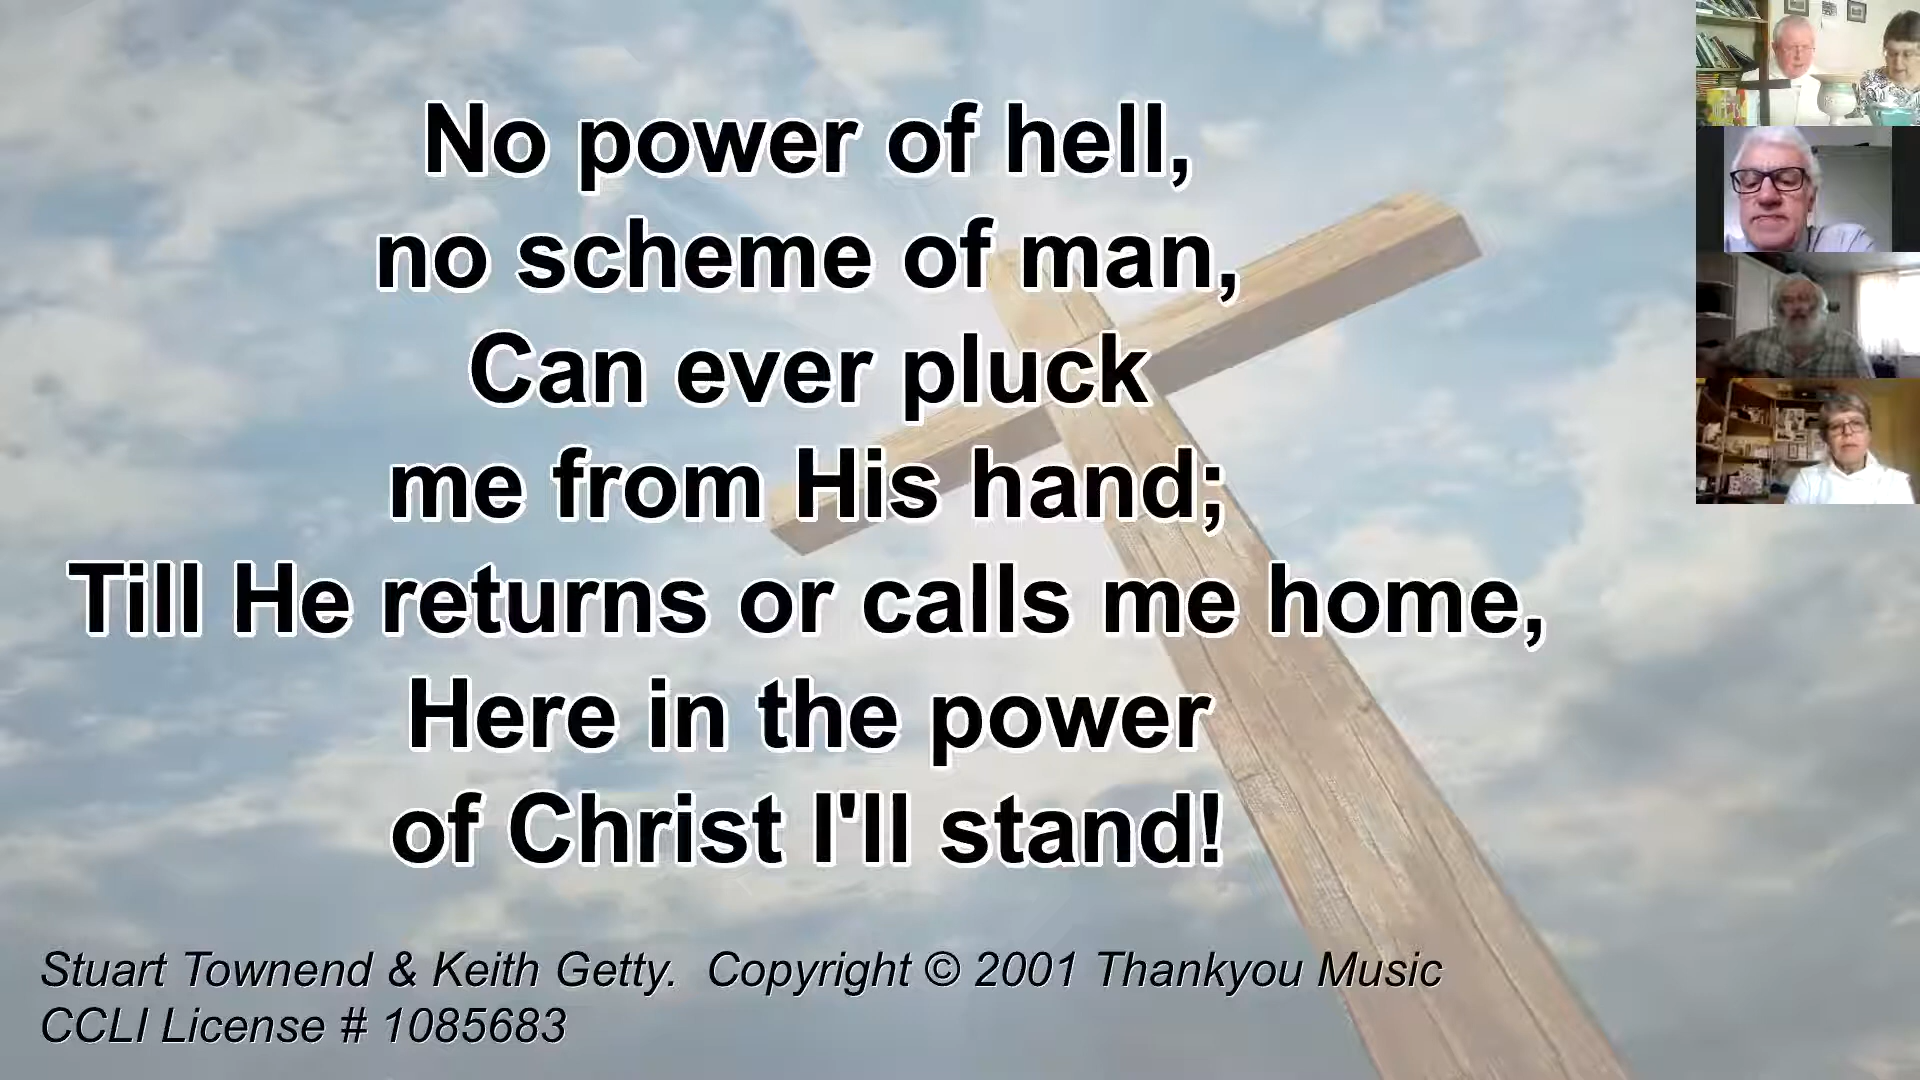 No power of hell,
no scheme of man,
Can ever pluck
me from His hand;
Till He returns or calls me home,
Here in the power
of Christ I'll stand!
Stuart Townend & Keith Getty.  Copyright © 2001 Thankyou Music
CCLI License # 1085683